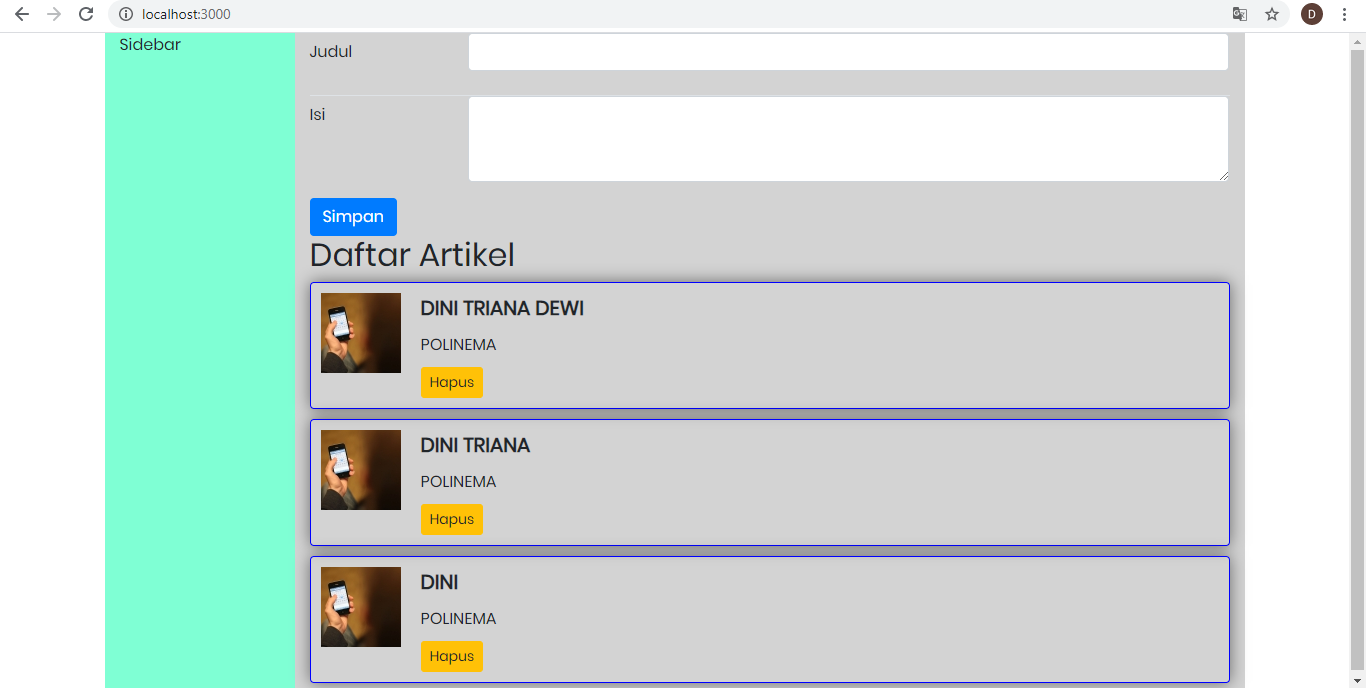 localhost:3000
D
Sidebar
Judul
Isi
Simpan
Daftar Artikel
DINI TRIANA DEWI
POLINEMA
Hapus
DINI TRIANA
POLINEMA
Hapus
DINI
POLINEMA
Hapus